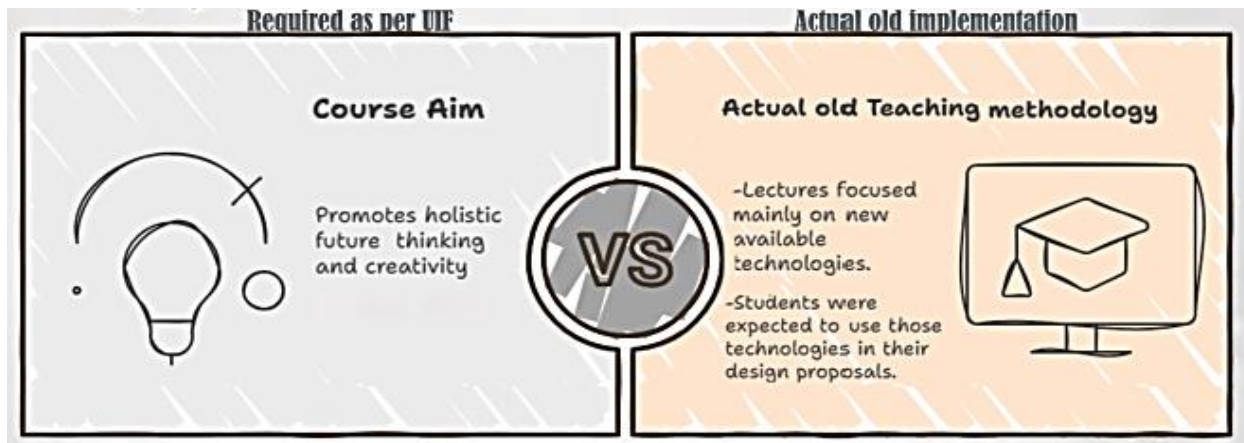 Required as per UIF
Course Aim
Promotes holistic
future thinking
and creativity
VS
Actual old implementation
Actual old Teaching methodology
-Lectures focused
mainly on new
available
technologies.
-Students were
expected to use those
technologies in their
design proposals.